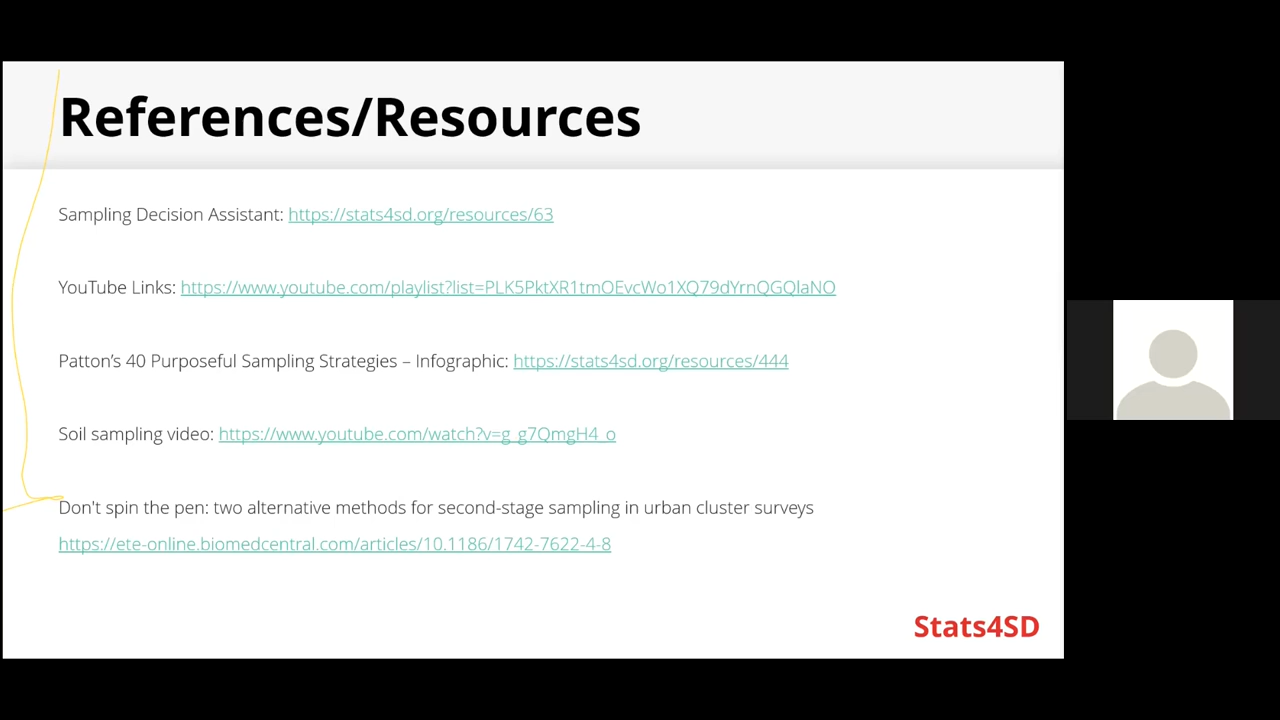 References/Resources
Sampling Decision Assistant: https://stats4sd.org/resources/63
YouTube Links: https://www.youtube.com/playlist?list=PLK5PktXR1tmOEvcWo1XQ79dYrnQGQlaNO
Patton’s 40 Purposeful Sampling Strategies – Infographic: https://stats4sd.org/resources/444
Soil sampling video: https://www.youtube.com/watch?v=g_g7QmgH4_o
Don't spin the pen: two alternative methods for second-stage sampling in urban cluster surveys
https://ete-online.biomedcentral.com/articles/10.1186/1742-7622-4-8
Stats4SD